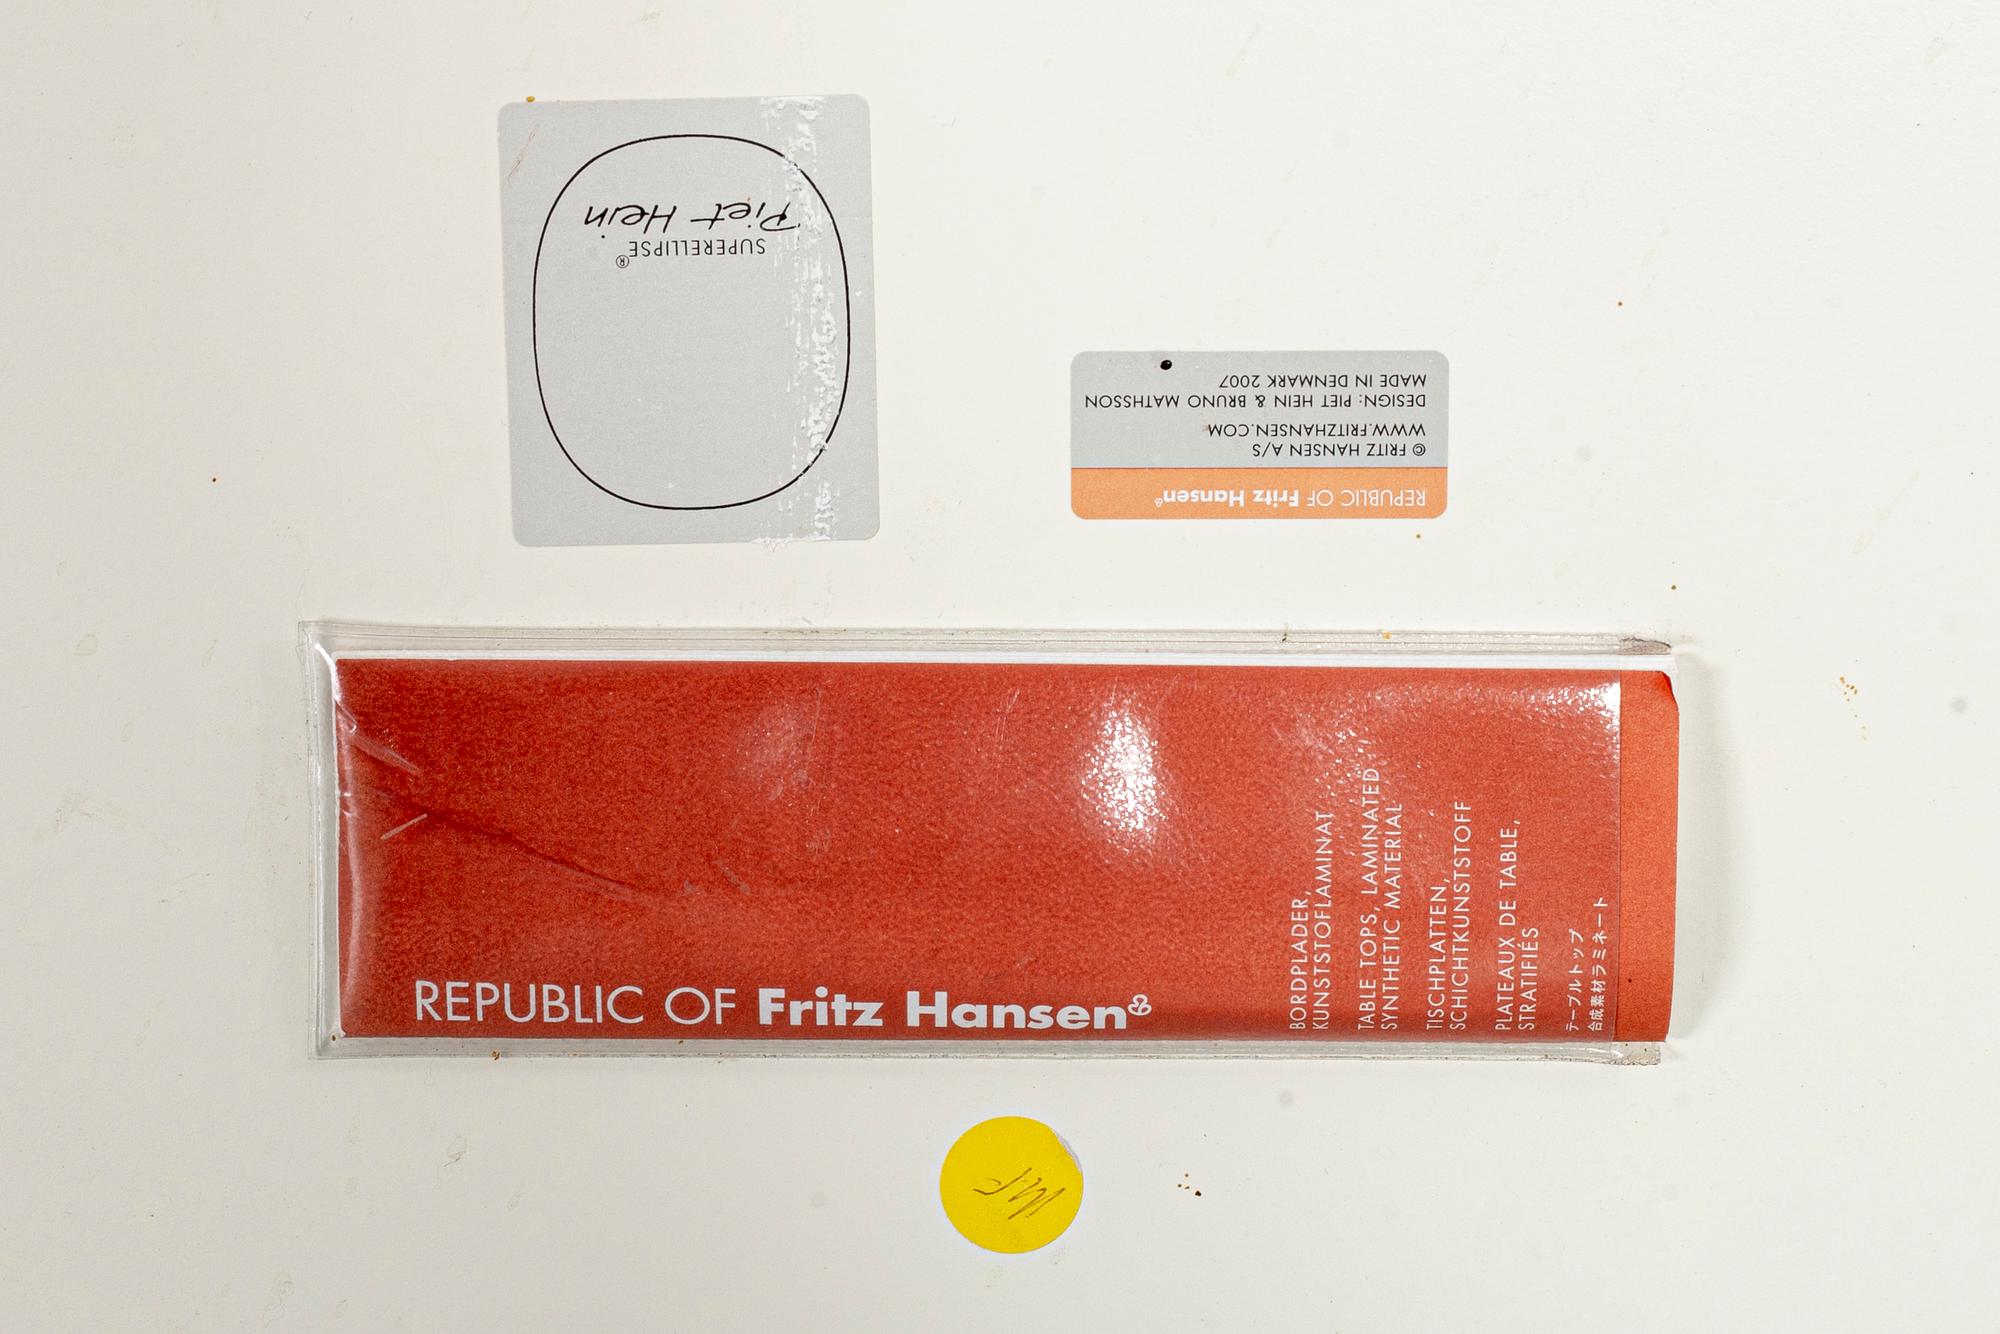 Piet Hein
SUPERELLIPSE®
REPUBLIC OF Fritz Hansen®
© FRITZ HANSEN A/S
WWW.FRITZHANSEN.COM
DESIGN: PIET HEIN & BRUNO MATHSSON
MADE IN DENMARK 2007
REPUBLIC OF Fritz Hansen
BORDPLADER,
KUNSTSTOFLAMINAT
TABLE TOPS, LAMINATED
SYNTHETIC MATERIAL
TISCHPLATTEN,
SCHICHTKUNSTSTOFF
PLATEAUX DE TABLE,
STRATIFIÉS
テーブルトップ
合成素材ラミネート